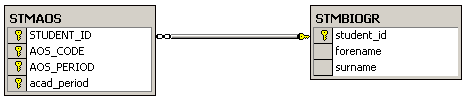 STMAOS
STUDENT_ID
AOS_CODE
AOS_PERIOD
acad_period
STMBIOGR
student_id
forename
surname